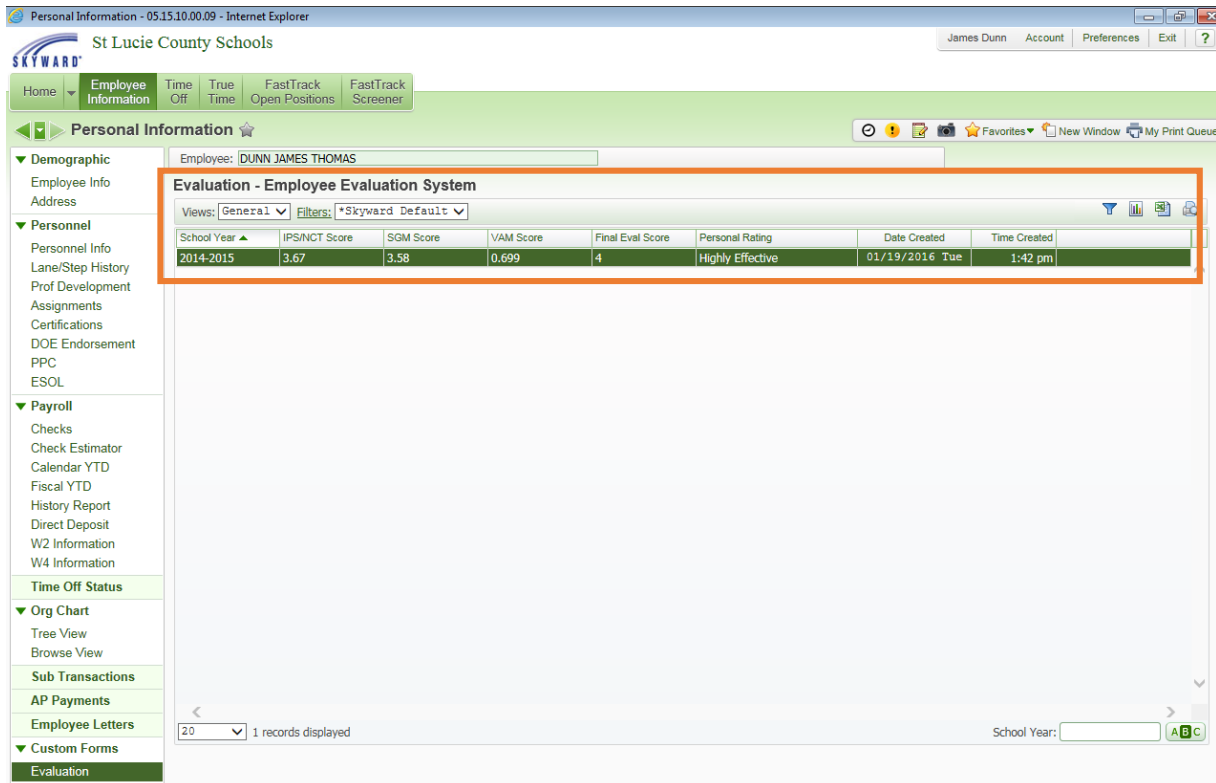 Personal Information - 05.15.10.00.09 - Internet Explorer
SKYWARD
St Lucie County Schools
James Dunn Account Preferences Exit ?
Home Employee Information Time Off True Time FastTrack Open Positions FastTrack Screener
Personal Information
Favorites New Window My Print Queue
Demographic
Employee Info
Address
Personnel
Personnel Info
Lane/Step History
Prof Development
Assignments
Certifications
DOE Endorsement
PPC
ESOL
Payroll
Checks
Check Estimator
Calendar YTD
Fiscal YTD
History Report
Direct Deposit
W2 Information
W4 Information
Time Off Status
Org Chart
Tree View
Browse View
Sub Transactions
AP Payments
Employee Letters
Custom Forms
Evaluation
Employee: DUNN JAMES THOMAS
Evaluation - Employee Evaluation System
Views: General Filters: *Skyward Default
School Year IPS/NCT Score SGM Score VAM Score Final Eval Score Personal Rating Date Created Time Created
2014-2015 3.67 3.58 0.699 4 Highly Effective 01/19/2016 Tue 1:42 pm
20 1 records displayed School Year: A B C